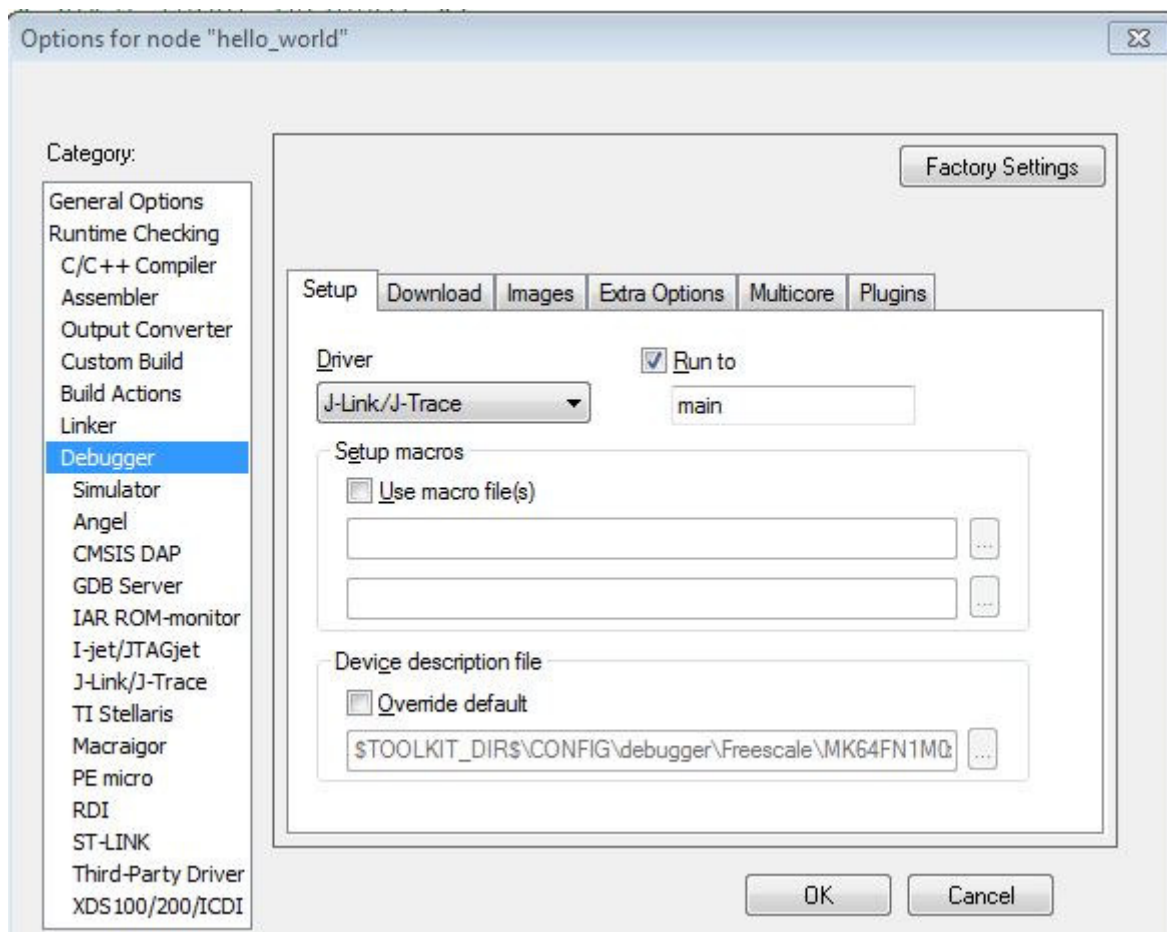 Options for node "hello_world"
Category:
Factory Settings
General Options
Runtime Checking
C/C++ Compiler
Assembler
Output Converter
Custom Build
Build Actions
Linker
Debugger
Simulator
Angel
CMSIS DAP
GDB Server
IAR ROM-monitor
I-jet/JTAGjet
J-Link/J-Trace
TI Stellaris
Macraigor
PE micro
RDI
ST-LINK
Third-Party Driver
XDS100/200/ICDI
Setup Download Images Extra Options Multicore Plugins
Driver
Run to
J-Link/J-Trace
main
Setup macros
Use macro file(s)
...
...
Device description file
Override default
$TOOLKIT_DIR$\CONFIG\debugger\Freescale\MK64FN1M0
...
OK Cancel